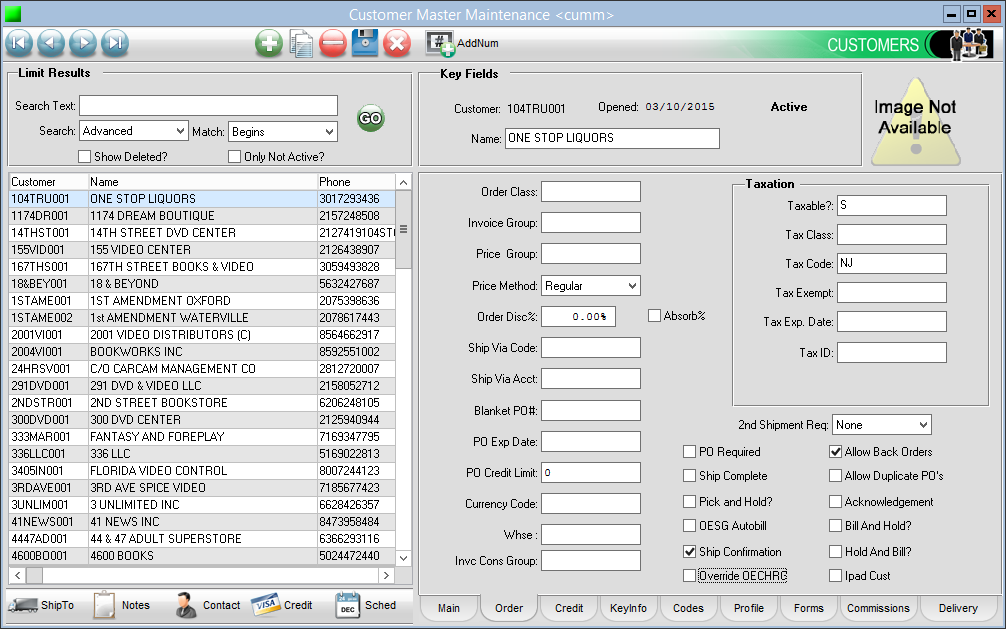 Customer Master Maintenance <cumm>
AddNum
CUSTOMERS
Limit Results
Search Text:
Search: Advanced Match: Begins
GO
Show Deleted? Only Not Active?
Key Fields
Customer: 104TRU001 Opened: 03/10/2015 Active
Name: ONE STOP LIQUORS
Image Not
Available
Customer Name Phone
104TRU001 ONE STOP LIQUORS 3017293436
1174DR001 1174 DREAM BOUTIQUE 2157248508
14THST001 14TH STREET DVD CENTER 2127419104STO
155VID001 155 VIDEO CENTER 2126438907
167THS001 167TH STREET BOOKS & VIDEO 3059493828
18&BEY001 18 & BEYOND 5632427687
1STAME001 1ST AMENDMENT OXFORD 2075398636
1STAME002 1st AMENDMENT WATERVILLE 2078617443
2001VI001 2001 VIDEO DISTRIBUTORS (C) 8564662917
2004VI001 BOOKWORKS INC 8592551002
24HRSV001 C/O CARCAM MANAGEMENT CO 2812720007
291DVD001 291 DVD & VIDEO LLC 2158052712
2NDSTR001 2ND STREET BOOKSTORE 6206248105
300DVD001 300 DVD CENTER 2125940944
333MAR001 FANTASY AND FOREPLAY 7169347795
336LLC001 336 LLC 5169022813
3405IN001 FLORIDA VIDEO CONTROL 8007244123
3RDAVE001 3RD AVE SPICE VIDEO 7185677423
3UNLIM001 3 UNLIMITED INC 6628426357
41NEWS001 41 NEWS INC 8473958484
4447AD001 44 & 47 ADULT SUPERSTORE 6366293116
4600BO001 4600 BOOKS 5024472440
ShipTo Notes Contact VISA Credit DEC Sched
Order Class:
Invoice Group:
Price Group:
Price Method: Regular
Order Disc%: 0.00% Absorb%
Ship Via Code:
Ship Via Acct:
Blanket PO#:
PO Exp Date:
PO Credit Limit: 0
Currency Code:
Whse :
Invc Cons Group:
Taxation
Taxable?: S
Tax Class:
Tax Code: NJ
Tax Exempt:
Tax Exp. Date:
Tax ID:
2nd Shipment Req: None
PO Required Allow Back Orders
Ship Complete Allow Duplicate PO's
Pick and Hold? Acknowledgement
OESG Autobill Bill And Hold?
Ship Confirmation Hold And Bill?
Override OECHRG Ipad Cust
Main Order Credit KeyInfo Codes Profile Forms Commissions Delivery